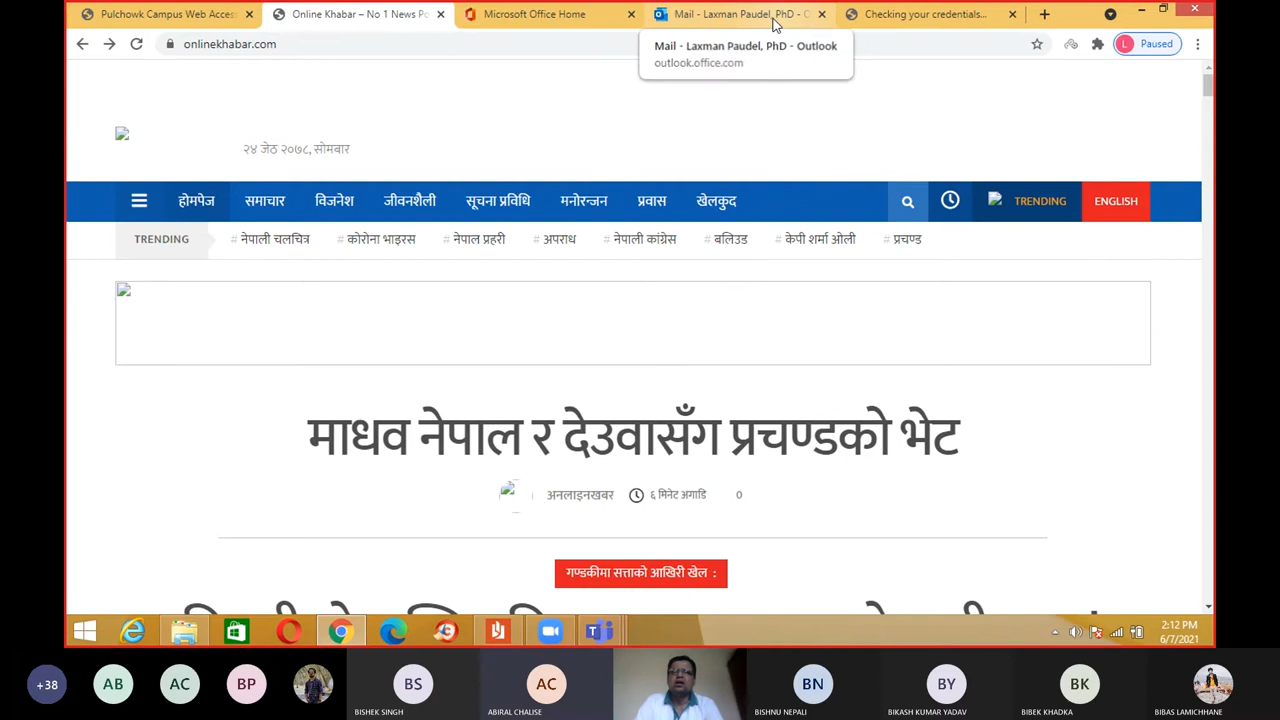 Pulchowk Campus Web Access
Online Khabar – No 1 News Po
Microsoft Office Home
Mail - Laxman Paudel, PhD - O
Checking your credentials...
onlinekhabar.com
Paused
Mail - Laxman Paudel, PhD - Outlook
outlook.office.com
२४ जेठ २०७८, सोमबार
होमपेज समाचार विजनेश जीवनशैली सूचना प्रविधि मनोरन्जन प्रवास खेलकुद TRENDING ENGLISH
TRENDING # नेपाली चलचित्र # कोरोना भाइरस # नेपाल प्रहरी # अपराध # नेपाली कांग्रेस # बलिउड # केपी शर्मा ओली # प्रचण्ड
माधव नेपाल र देउवासँग प्रचण्डको भेट
अनलाइनखबर ६ मिनेट अगाडि 0
गण्डकीमा सत्ताको आखिरी खेल :
2:12 PM
6/7/2021
+38 AB AC BP BS AC BN BY BK
BISHEK SINGH ABIRAL CHALISE BISHNU NEPALI BIKASH KUMAR YADAV BIBEK KHADKA BIBAS LAMICHHANE